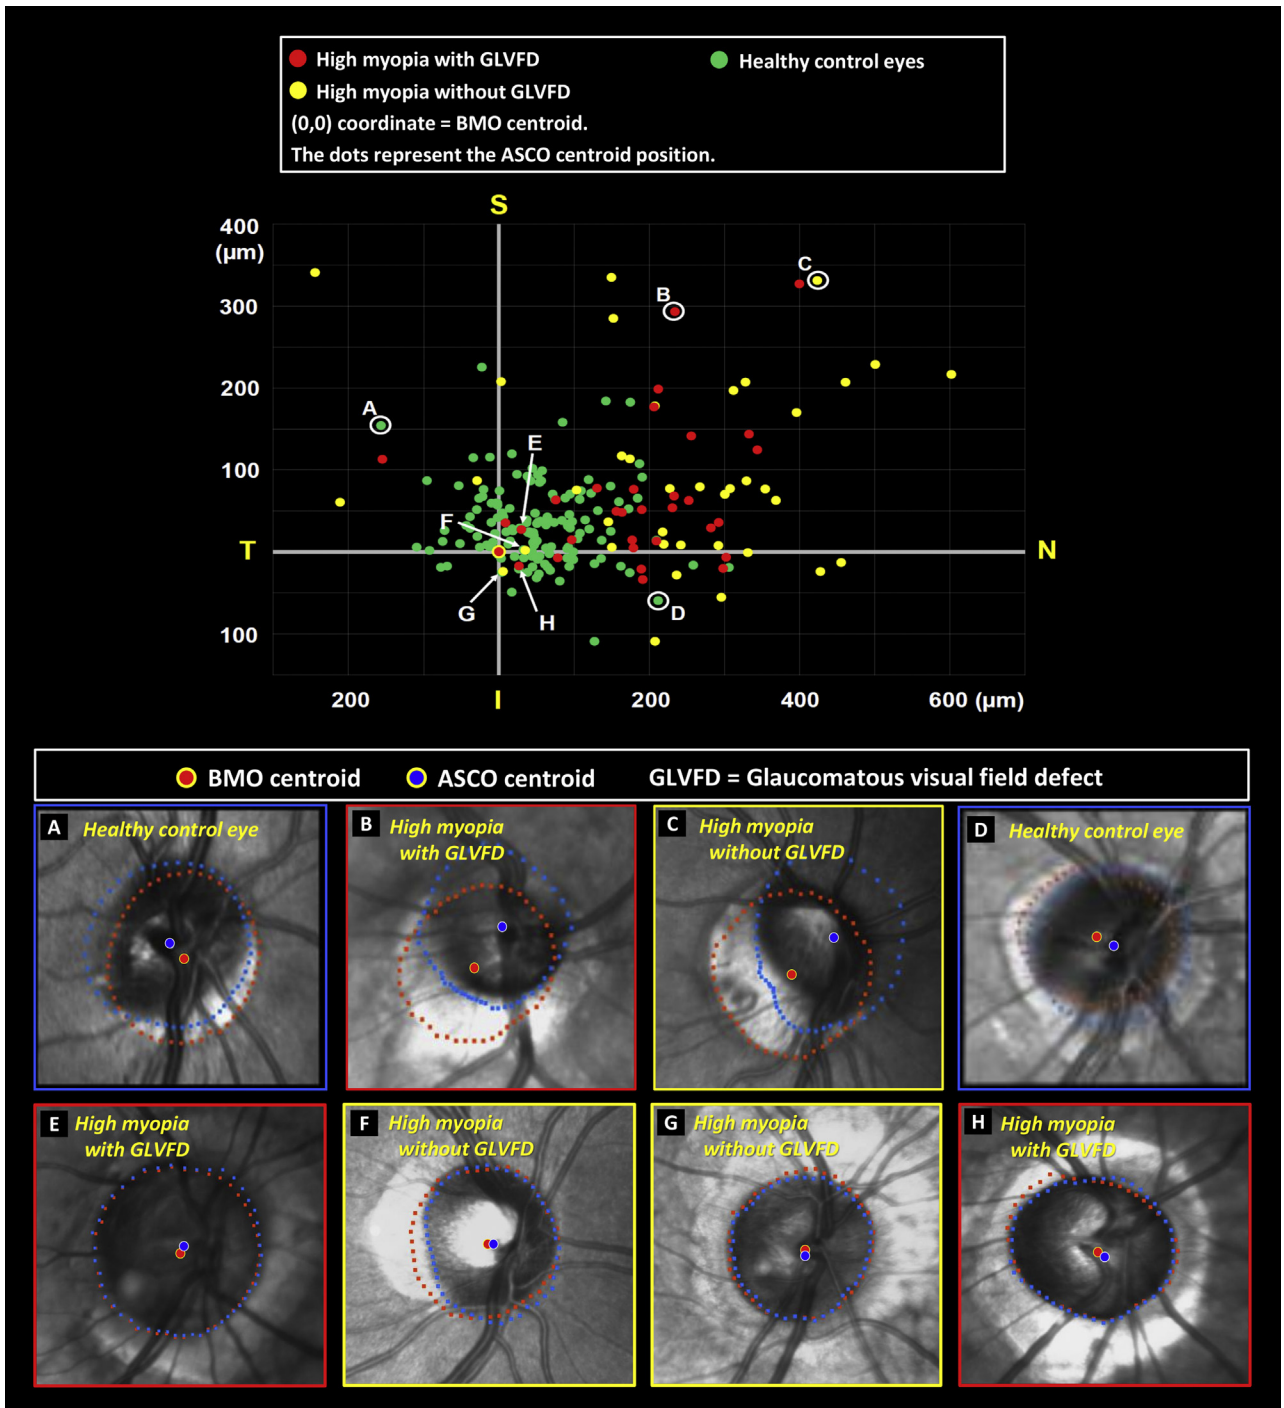 High myopia with GLVFD
Healthy control eyes
High myopia without GLVFD
(0,0) coordinate = BMO centroid.
The dots represent the ASCO centroid position.
S
400
(µm)
C
B
300
200
A
E
100
F
T
N
G
H
D
100
200
I
200
400
600 (µm)
BMO centroid
ASCO centroid
GLVFD = Glaucomatous visual field defect
A
Healthy control eye
B
High myopia
with GLVFD
C
High myopia
without GLVFD
D
Healthy control eye
E
High myopia
with GLVFD
F
High myopia
without GLVFD
G
High myopia
without GLVFD
H
High myopia
with GLVFD